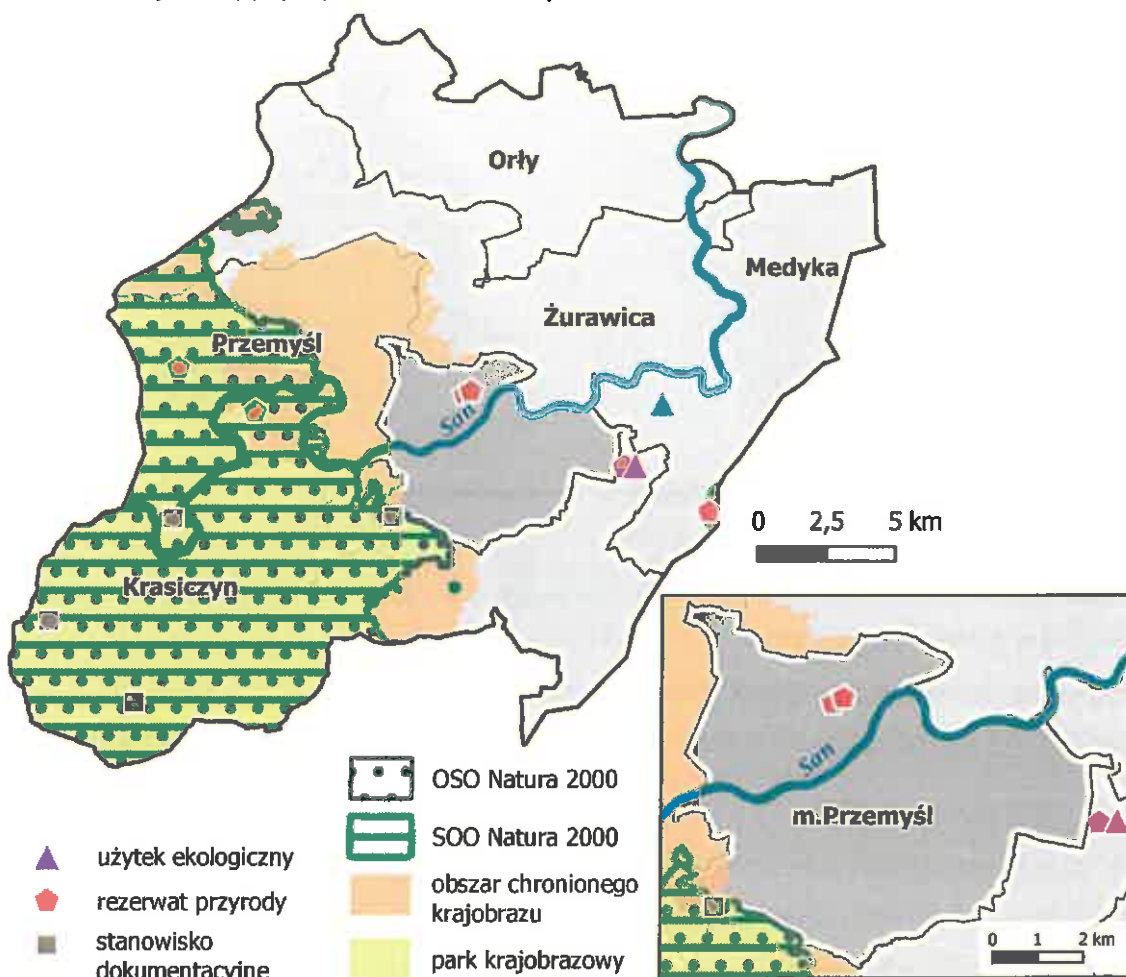 Orły
Medyka
Żurawica
Przemyśl
San
0 2,5 5 km
Krasiczyn
OSO Natura 2000
SOO Natura 2000
użytek ekologiczny
rezerwat przyrody
stanowisko
dokumentacyjne
obszar chronionego
krajobrazu
park krajobrazowy
San
m.Przemyśl
0 1 2 km